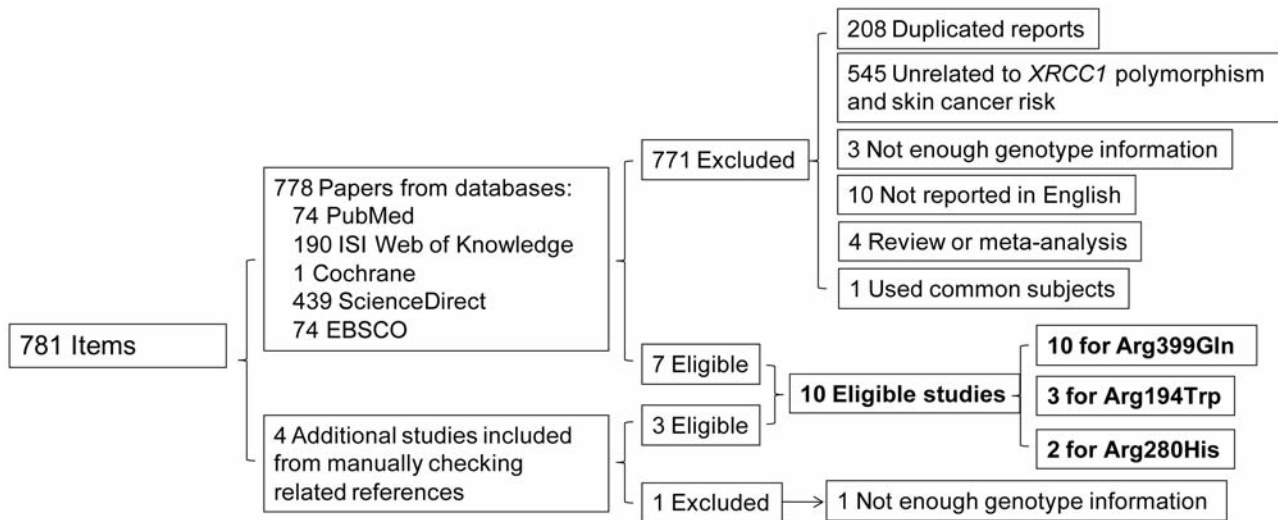 781 Items
778 Papers from databases:
74 PubMed
190 ISI Web of Knowledge
1 Cochrane
439 ScienceDirect
74 EBSCO
4 Additional studies included
from manually checking
related references
771 Excluded
208 Duplicated reports
545 Unrelated to XRCC1 polymorphism
and skin cancer risk
3 Not enough genotype information
10 Not reported in English
4 Review or meta-analysis
1 Used common subjects
7 Eligible
3 Eligible
10 Eligible studies
10 for Arg399Gln
3 for Arg194Trp
2 for Arg280His
1 Excluded
1 Not enough genotype information